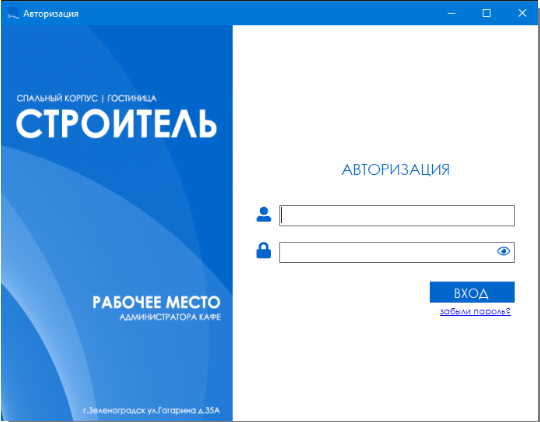 Авторизация
СПАЛЬНЫЙ КОРПУС | ГОСТИНИЦА
СТРОИТЕЛЬ
АВТОРИЗАЦИЯ
ВХОД
забыли пароль?
РАБОЧЕЕ МЕСТО
АДМИНИСТРАТОРА КАФЕ
г.Зеленоградск ул.Гагарина д.35А